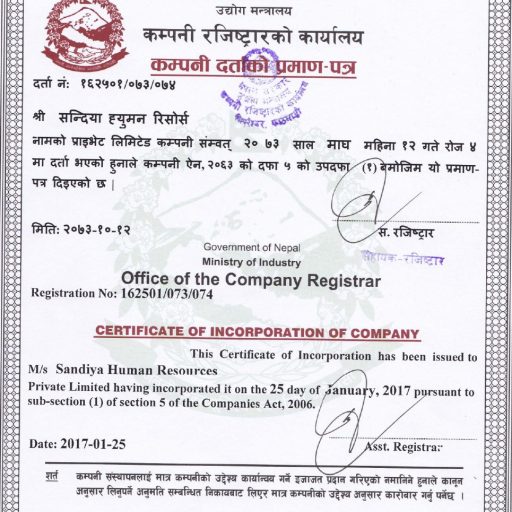 उद्योग मन्त्रालय
कम्पनी रजिष्ट्रारको कार्यालय
कम्पनी दर्ताको प्रमाण-पत्र
दर्ता नं: १६२५०१/०७३/०७४
श्री सन्दिया ह्युमन रिसोर्स
नामको प्राइभेट लिमिटेड कम्पनी संम्वत् २० ७३ साल माघ महिना १२ गते रोज ४
मा दर्ता भएको हुनाले कम्पनी ऐन, २०६३ को दफा ५ को उपदफा (१) बमोजिम यो प्रमाण-
पत्र दिइएको छ |
मिति: २०७३-१०-१२
स. रजिष्ट्रार
सहायक-रजिष्टार
Government of Nepal
Ministry of Industry
Office of the Company Registrar
Registration No: 162501/073/074
CERTIFICATE OF INCORPORATION OF COMPANY
This Certificate of Incorporation has been issued to
M/s Sandiya Human Resources
Private Limited having incorporated it on the 25 day of January, 2017 pursuant to
sub-section (1) of section 5 of the Companies Act, 2006.
Date: 2017-01-25
Asst. Registrar
शर्त कम्पनी संस्थापनलाई मात्र कम्पनीको उद्देश्य कार्यान्वय गर्ने इजाजत प्रदान गरिएको नमानिने हुनाले कानून
अनुसार लिनुपर्ने अनुमति सम्बन्धित निकायबाट लिएर मात्र कम्पनीको उद्देश्य अनुसार कारोबार गर्नु पर्नेछ |